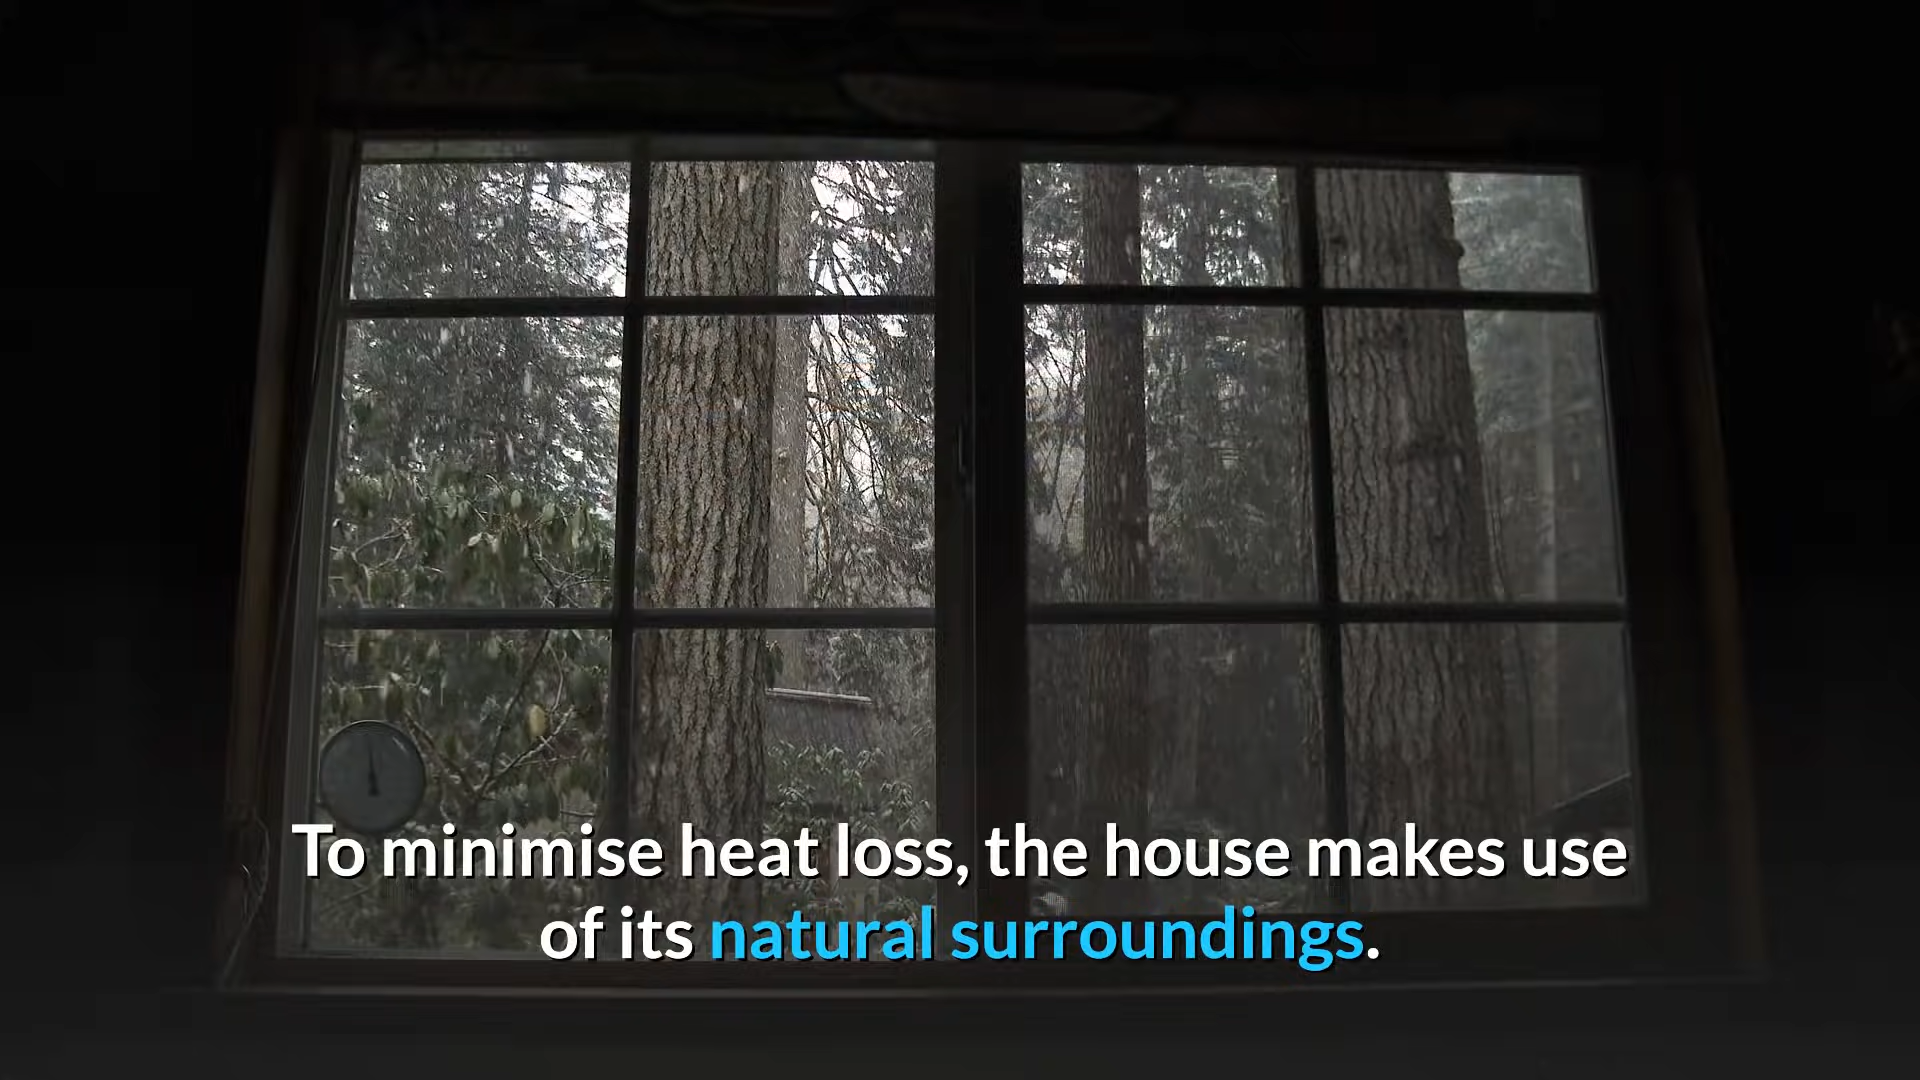 To minimise heat loss, the house makes use
of its natural surroundings.